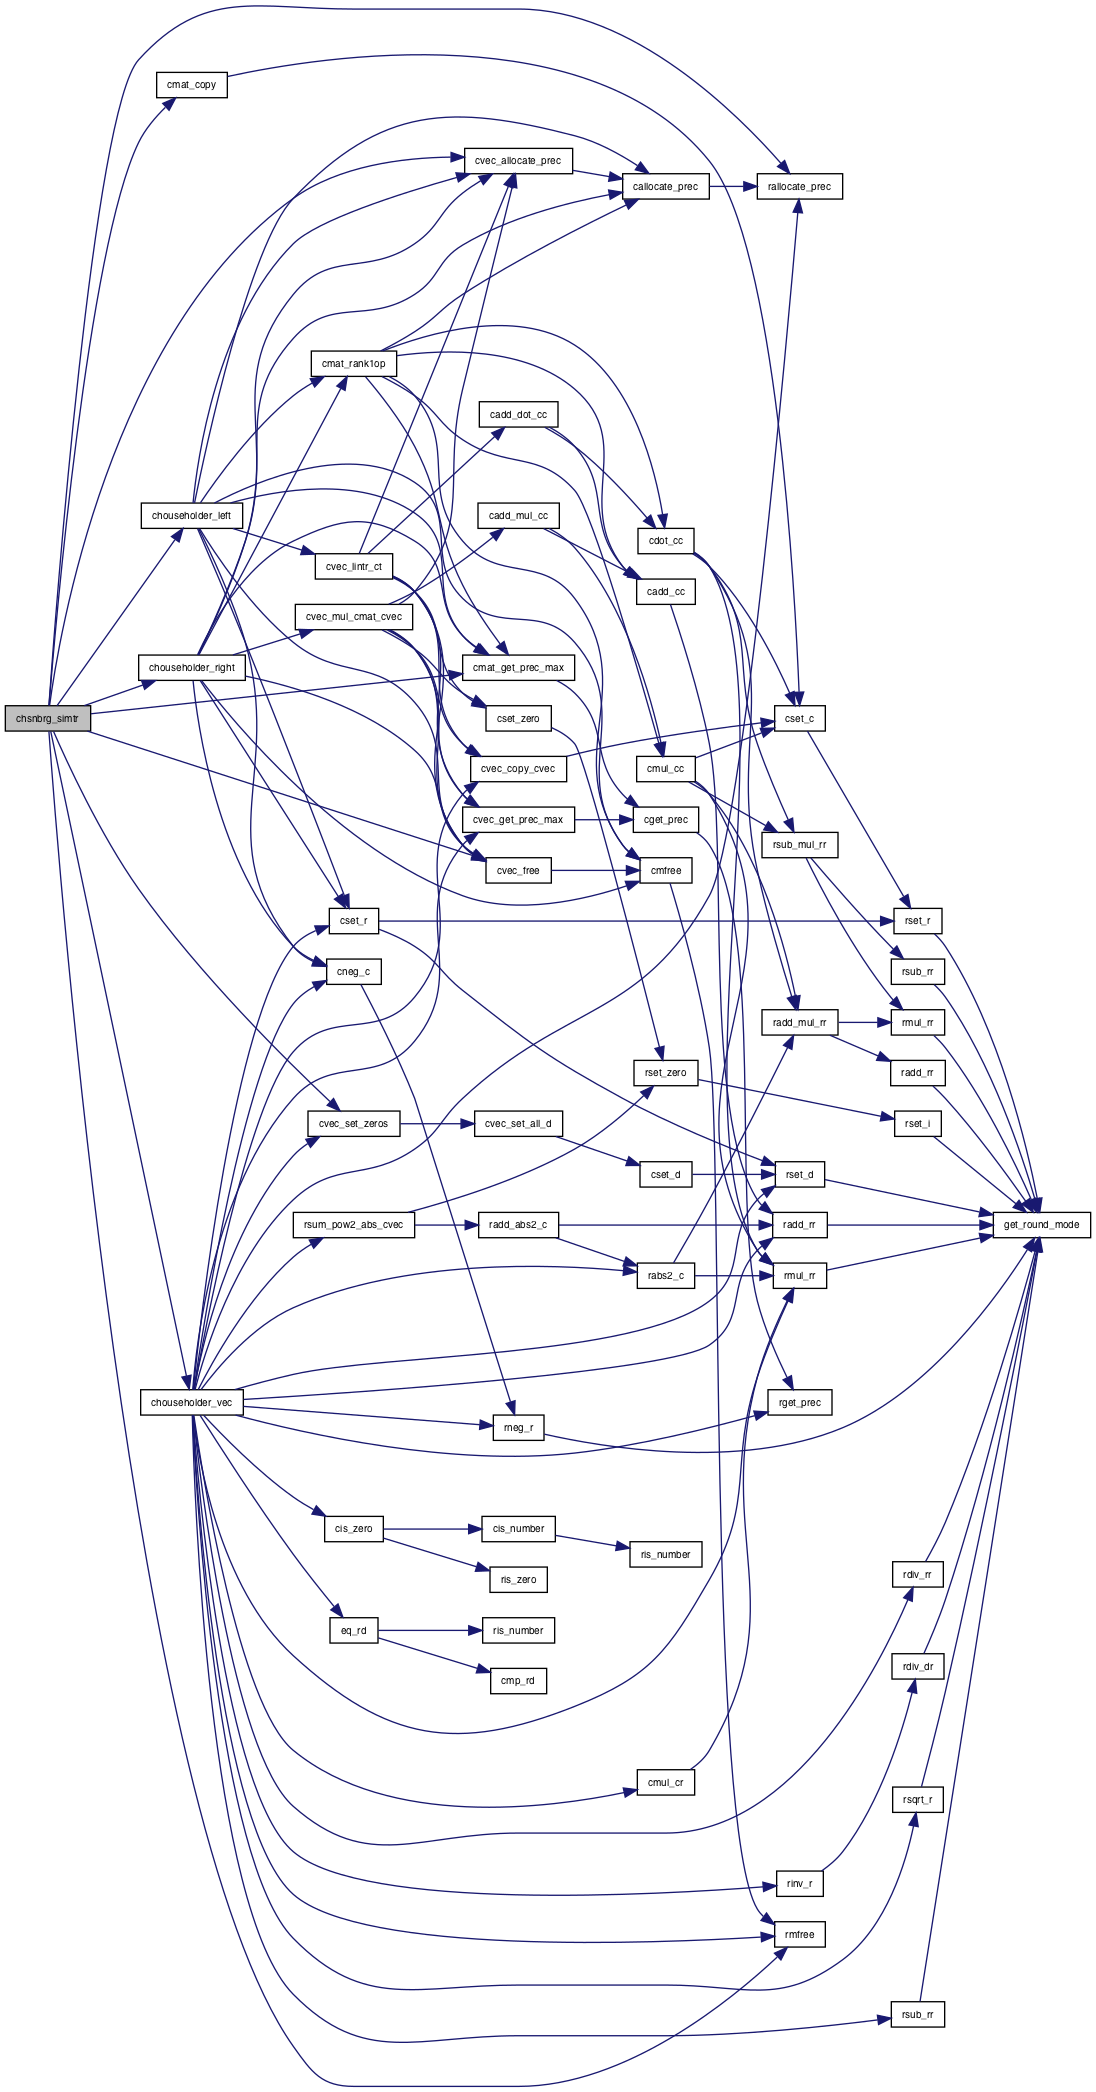 cmat_copy
cvec_allocate_prec
callocate_prec
rallocate_prec
cmat_rank1op
cadd_dot_cc
chouseholder_left
cadd_mul_cc
cdot_cc
cvec_lintr_ct
cadd_cc
cvec_mul_cmat_cvec
chouseholder_right
cmat_get_prec_max
chsnbrg_simtr
cset_zero
cset_c
cvec_copy_cvec
cmul_cc
cvec_get_prec_max
cget_prec
rsub_mul_rr
cvec_free
cmfree
cset_r
rset_r
cneg_c
rsub_rr
radd_mul_rr
rmul_rr
rset_zero
radd_rr
cvec_set_zeros
cvec_set_all_d
rset_i
cset_d
rset_d
rsum_pow2_abs_cvec
radd_abs2_c
radd_rr
get_round_mode
rabs2_c
rmul_rr
chouseholder_vec
rget_prec
rneg_r
cis_zero
cis_number
ris_number
ris_zero
rdiv_rr
eq_rd
ris_number
rdiv_dr
cmp_rd
cmul_cr
rsqrt_r
rinv_r
rmfree
rsub_rr